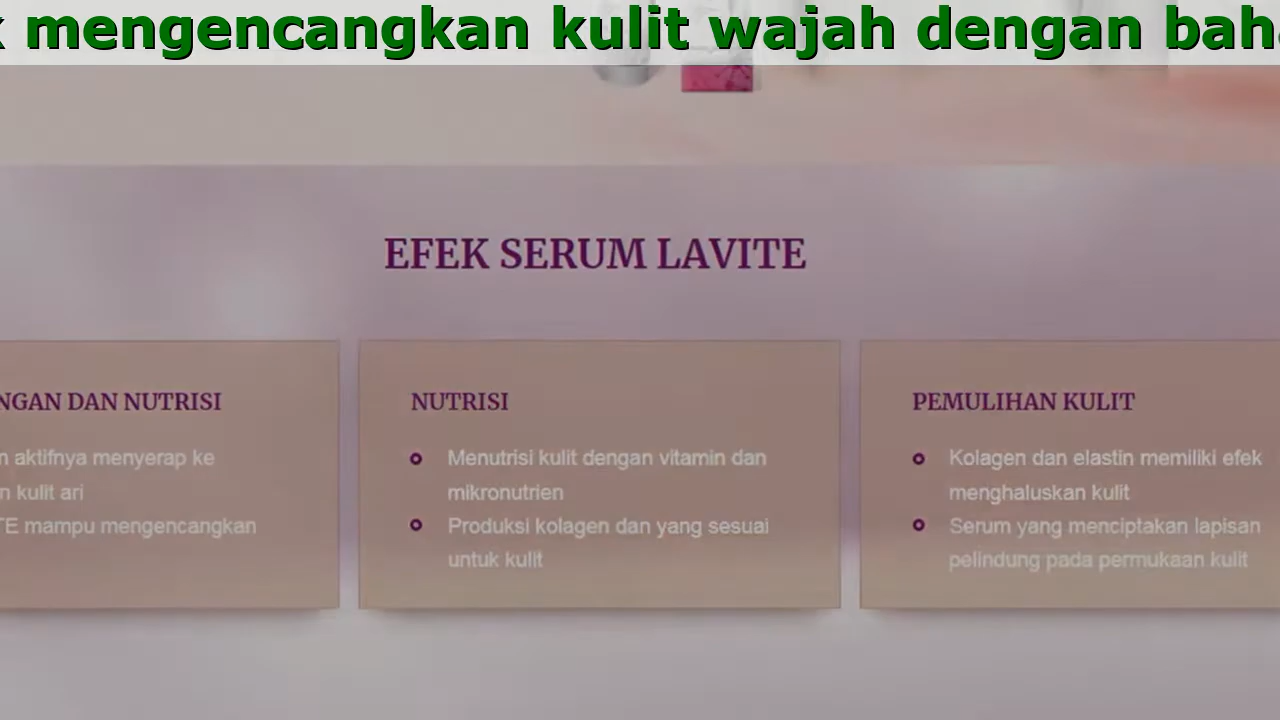 mengencangkan kulit wajah dengan
EFEK SERUM LAVITE
DAN NUTRISI
aktifnya menyerap ke
kulit ari
mampu mengencangkan
NUTRISI
Menutrisi kulit dengan vitamin dan
mikronutrien
Produksi kolagen dan yang sesuai
untuk kulit
PEMULIHAN KULIT
Kolagen dan elastin memiliki efek
menghaluskan kulit
Serum yang menciptakan lapisan
pelindung pada permukaan kulit